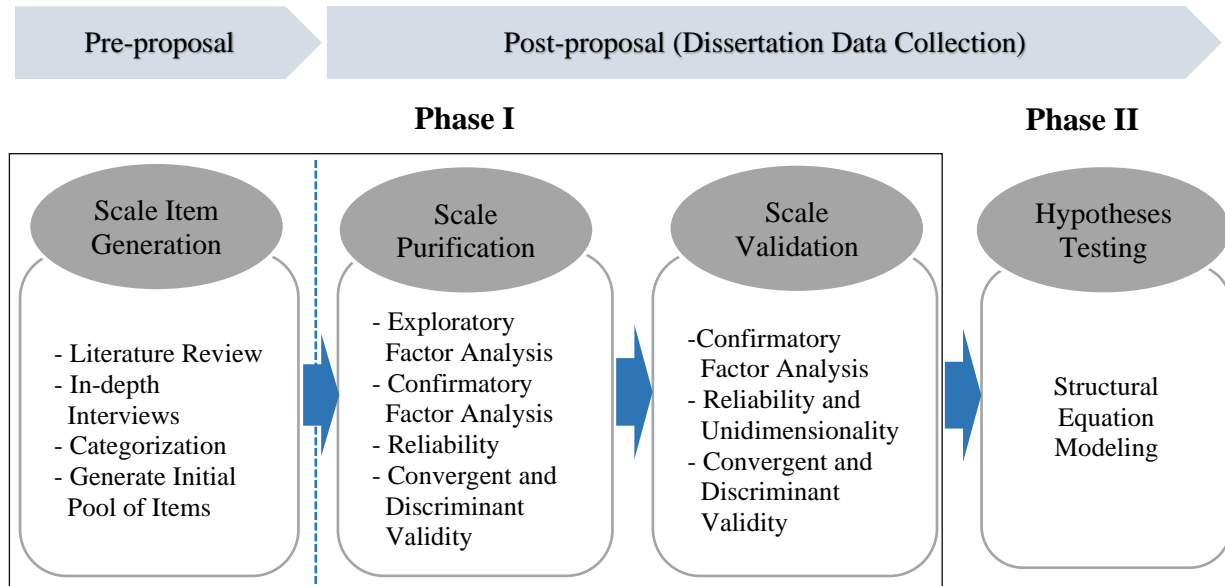 Pre-proposal
Post-proposal (Dissertation Data Collection)
Phase I
Phase II
Scale Item
Generation
- Literature Review
- In-depth
Interviews
- Categorization
- Generate Initial
Pool of Items
Scale
Purification
- Exploratory
Factor Analysis
- Confirmatory
Factor Analysis
- Reliability
- Convergent and
Discriminant
Validity
Scale
Validation
-Confirmatory
Factor Analysis
- Reliability and
Unidimensionality
- Convergent and
Discriminant
Validity
Hypotheses
Testing
Structural
Equation
Modeling